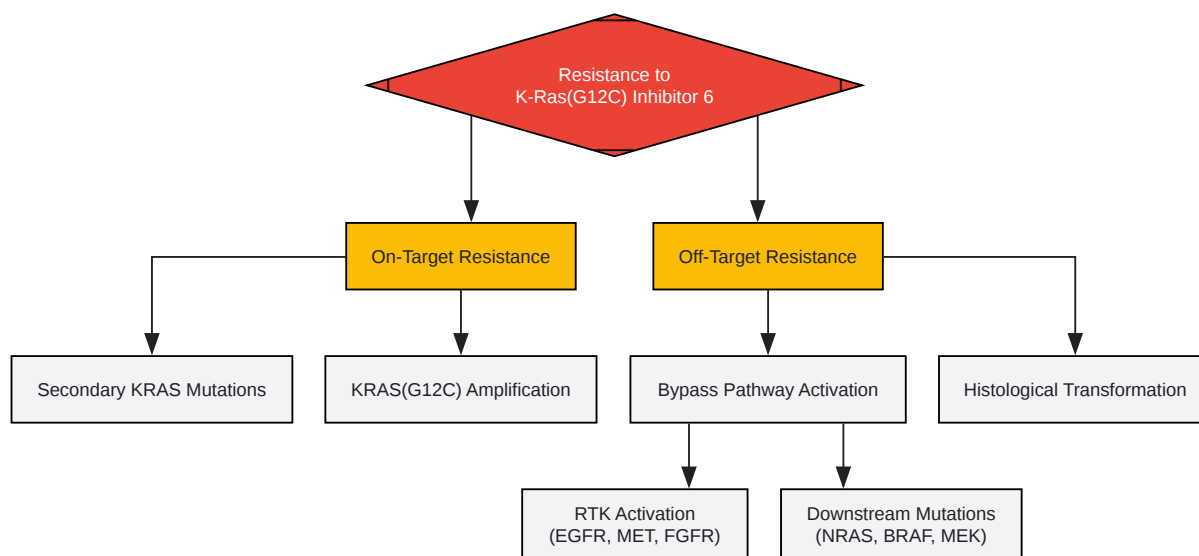 Resistance to
K-Ras(G12C) Inhibitor 6
On-Target Resistance
Off-Target Resistance
Secondary KRAS Mutations
KRAS(G12C) Amplification
Bypass Pathway Activation
Histological Transformation
RTK Activation
(EGFR, MET, FGFR)
Downstream Mutations
(NRAS, BRAF, MEK)